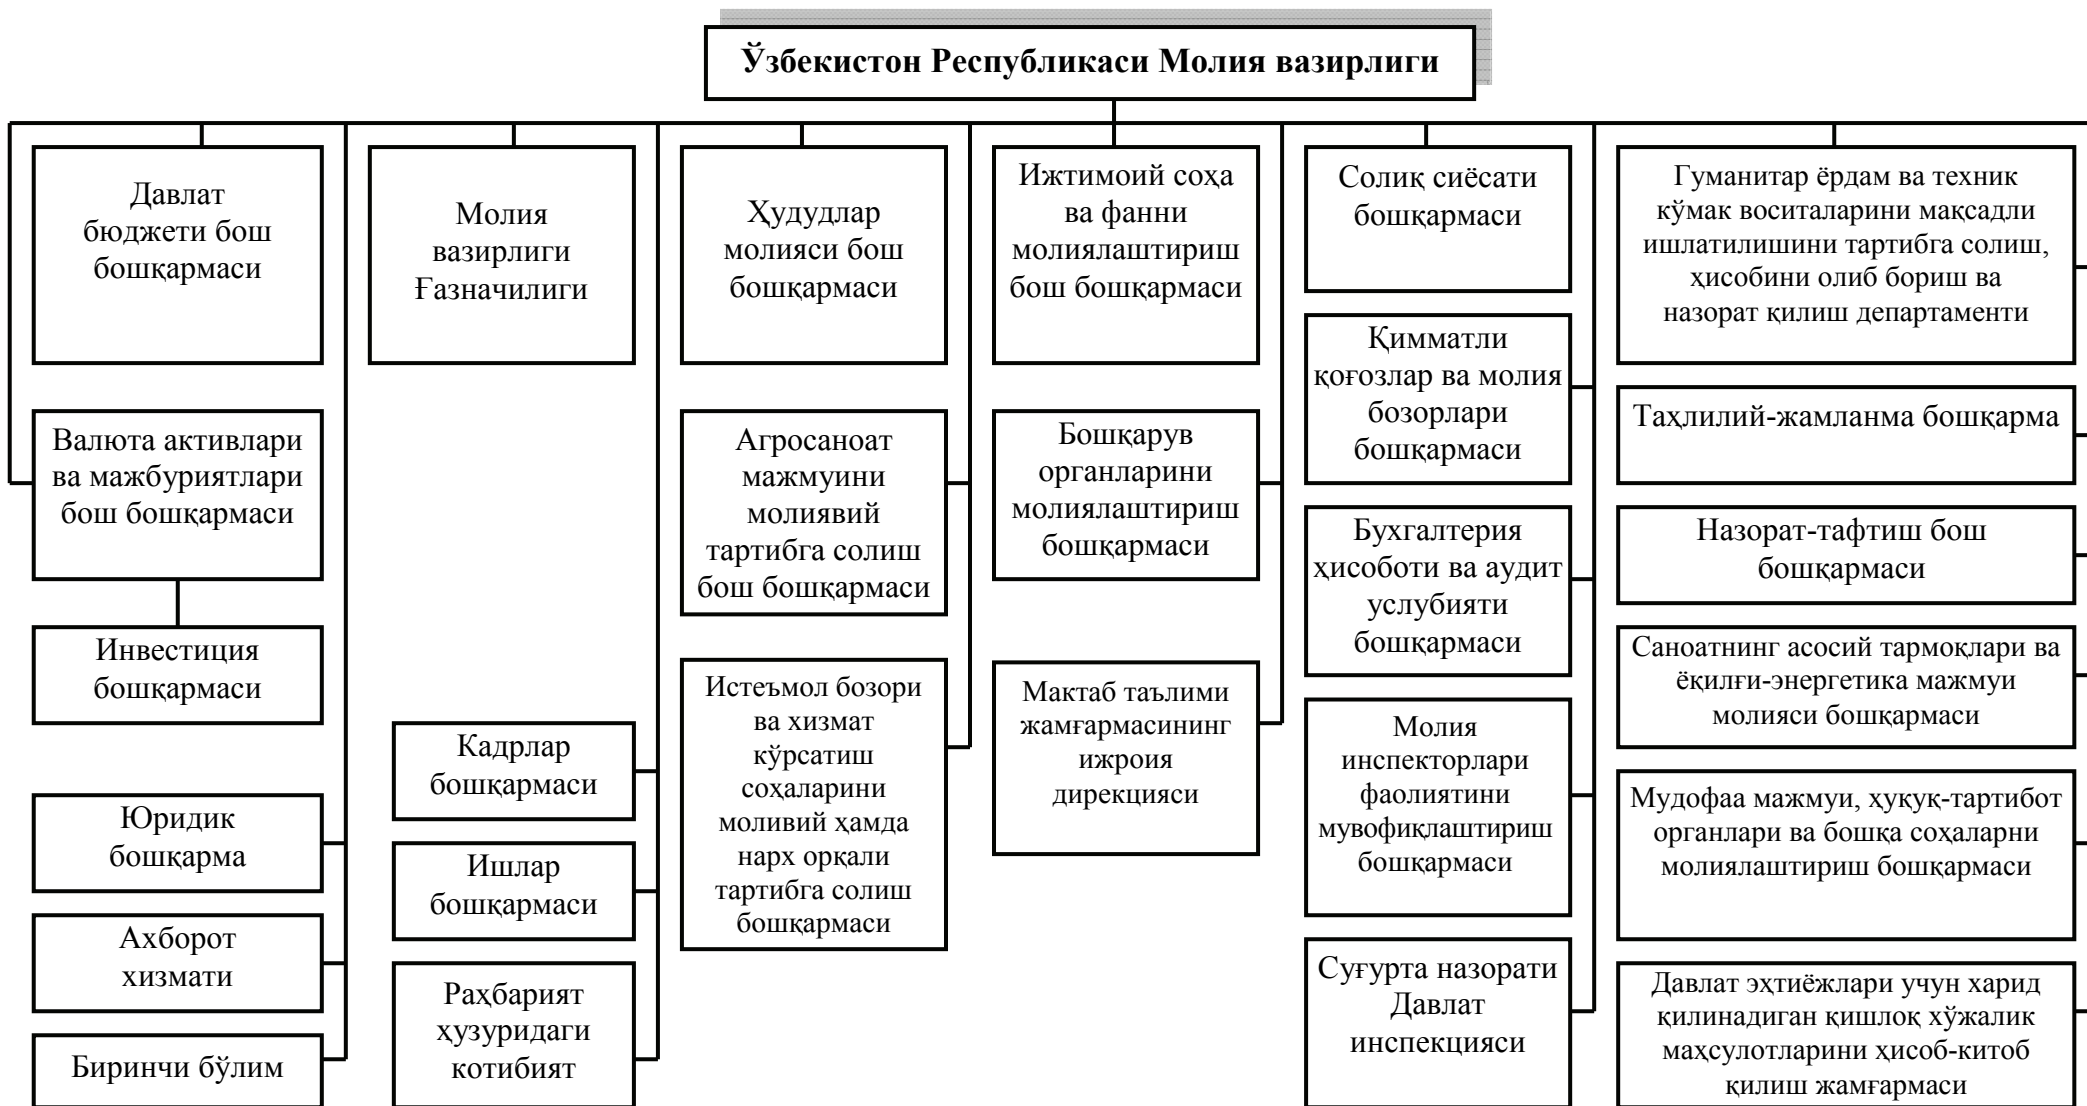 Ўзбекистон Республикаси Молия вазирлиги
Давлат
бюджети бош
бошқармаси
Валюта активлари
ва мажбуриятлари
бош бошқармаси
Инвестиция
бошқармаси
Юридик
бошқарма
Ахборот
хизмати
Биринчи бўлим
Молия
вазирлиги
Ғазначилиги
Кадрлар
бошқармаси
Ишлар
бошқармаси
Раҳбарият
ҳузуридаги
котибият
Ҳудудлар
молияси бош
бошқармаси
Агросаноат
мажмуини
молиявий
тартибга солиш
бош бошқармаси
Истеъмол бозори
ва хизмат
кўрсатиш
соҳаларини
моливий ҳамда
нарх орқали
тартибга солиш
бошқармаси
Ижтимоий соҳа
ва фанни
молиялаштириш
бош бошқармаси
Бошқарув
органларини
молиялаштириш
бошқармаси
Мактаб таълими
жамғармасининг
ижроия
дирекцияси
Солиқ сиёсати
бошқармаси
Қимматли
қоғозлар ва молия
бозорлари
бошқармаси
Бухгалтерия
ҳисоботи ва аудит
услубияти
бошқармаси
Молия
инспекторлари
фаолиятини
мувофиқлаштириш
бошқармаси
Суғурта назорати
Давлат
инспекцияси
Гуманитар ёрдам ва техник
кўмак воситаларини мақсадли
ишлатилишини тартибга солиш,
ҳисобини олиб бориш ва
назорат қилиш департаменти
Таҳлилий-жамланма бошқарма
Назорат-тафтиш бош
бошқармаси
Саноатнинг асосий тармоқлари ва
ёқилғи-энергетика мажмуи
молияси бошқармаси
Мудофаа мажмуи, ҳуқуқ-тартибот
органлари ва бошқа соҳаларни
молиялаштириш бошқармаси
Давлат эҳтиёжлари учун харид
қилинадиган қишлоқ хўжалик
маҳсулотларини ҳисоб-китоб
қилиш жамғармаси